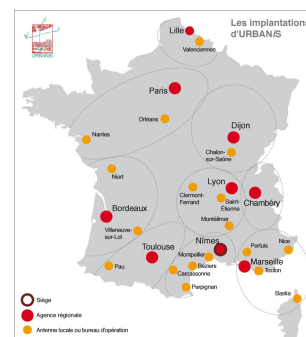 Les implantations
d'URBANiS
URBANiS
Lille
Valenciennes
Paris
Orléans
Dijon
Nantes
Chalon-
sur-Saône
Niort
Lyon
Clermont-
Ferrand
Saint-
Etienne
Chambéry
Bordeaux
Montélimar
Villeneuve-
sur-Lot
Nîmes
Toulouse
Montpellier
Pertuis
Nice
Marseille
Pau
Béziers
Toulon
Carcassonne
Perpignan
Bastia
Siège
Agence régionale
Antenne locale ou bureau d'opération